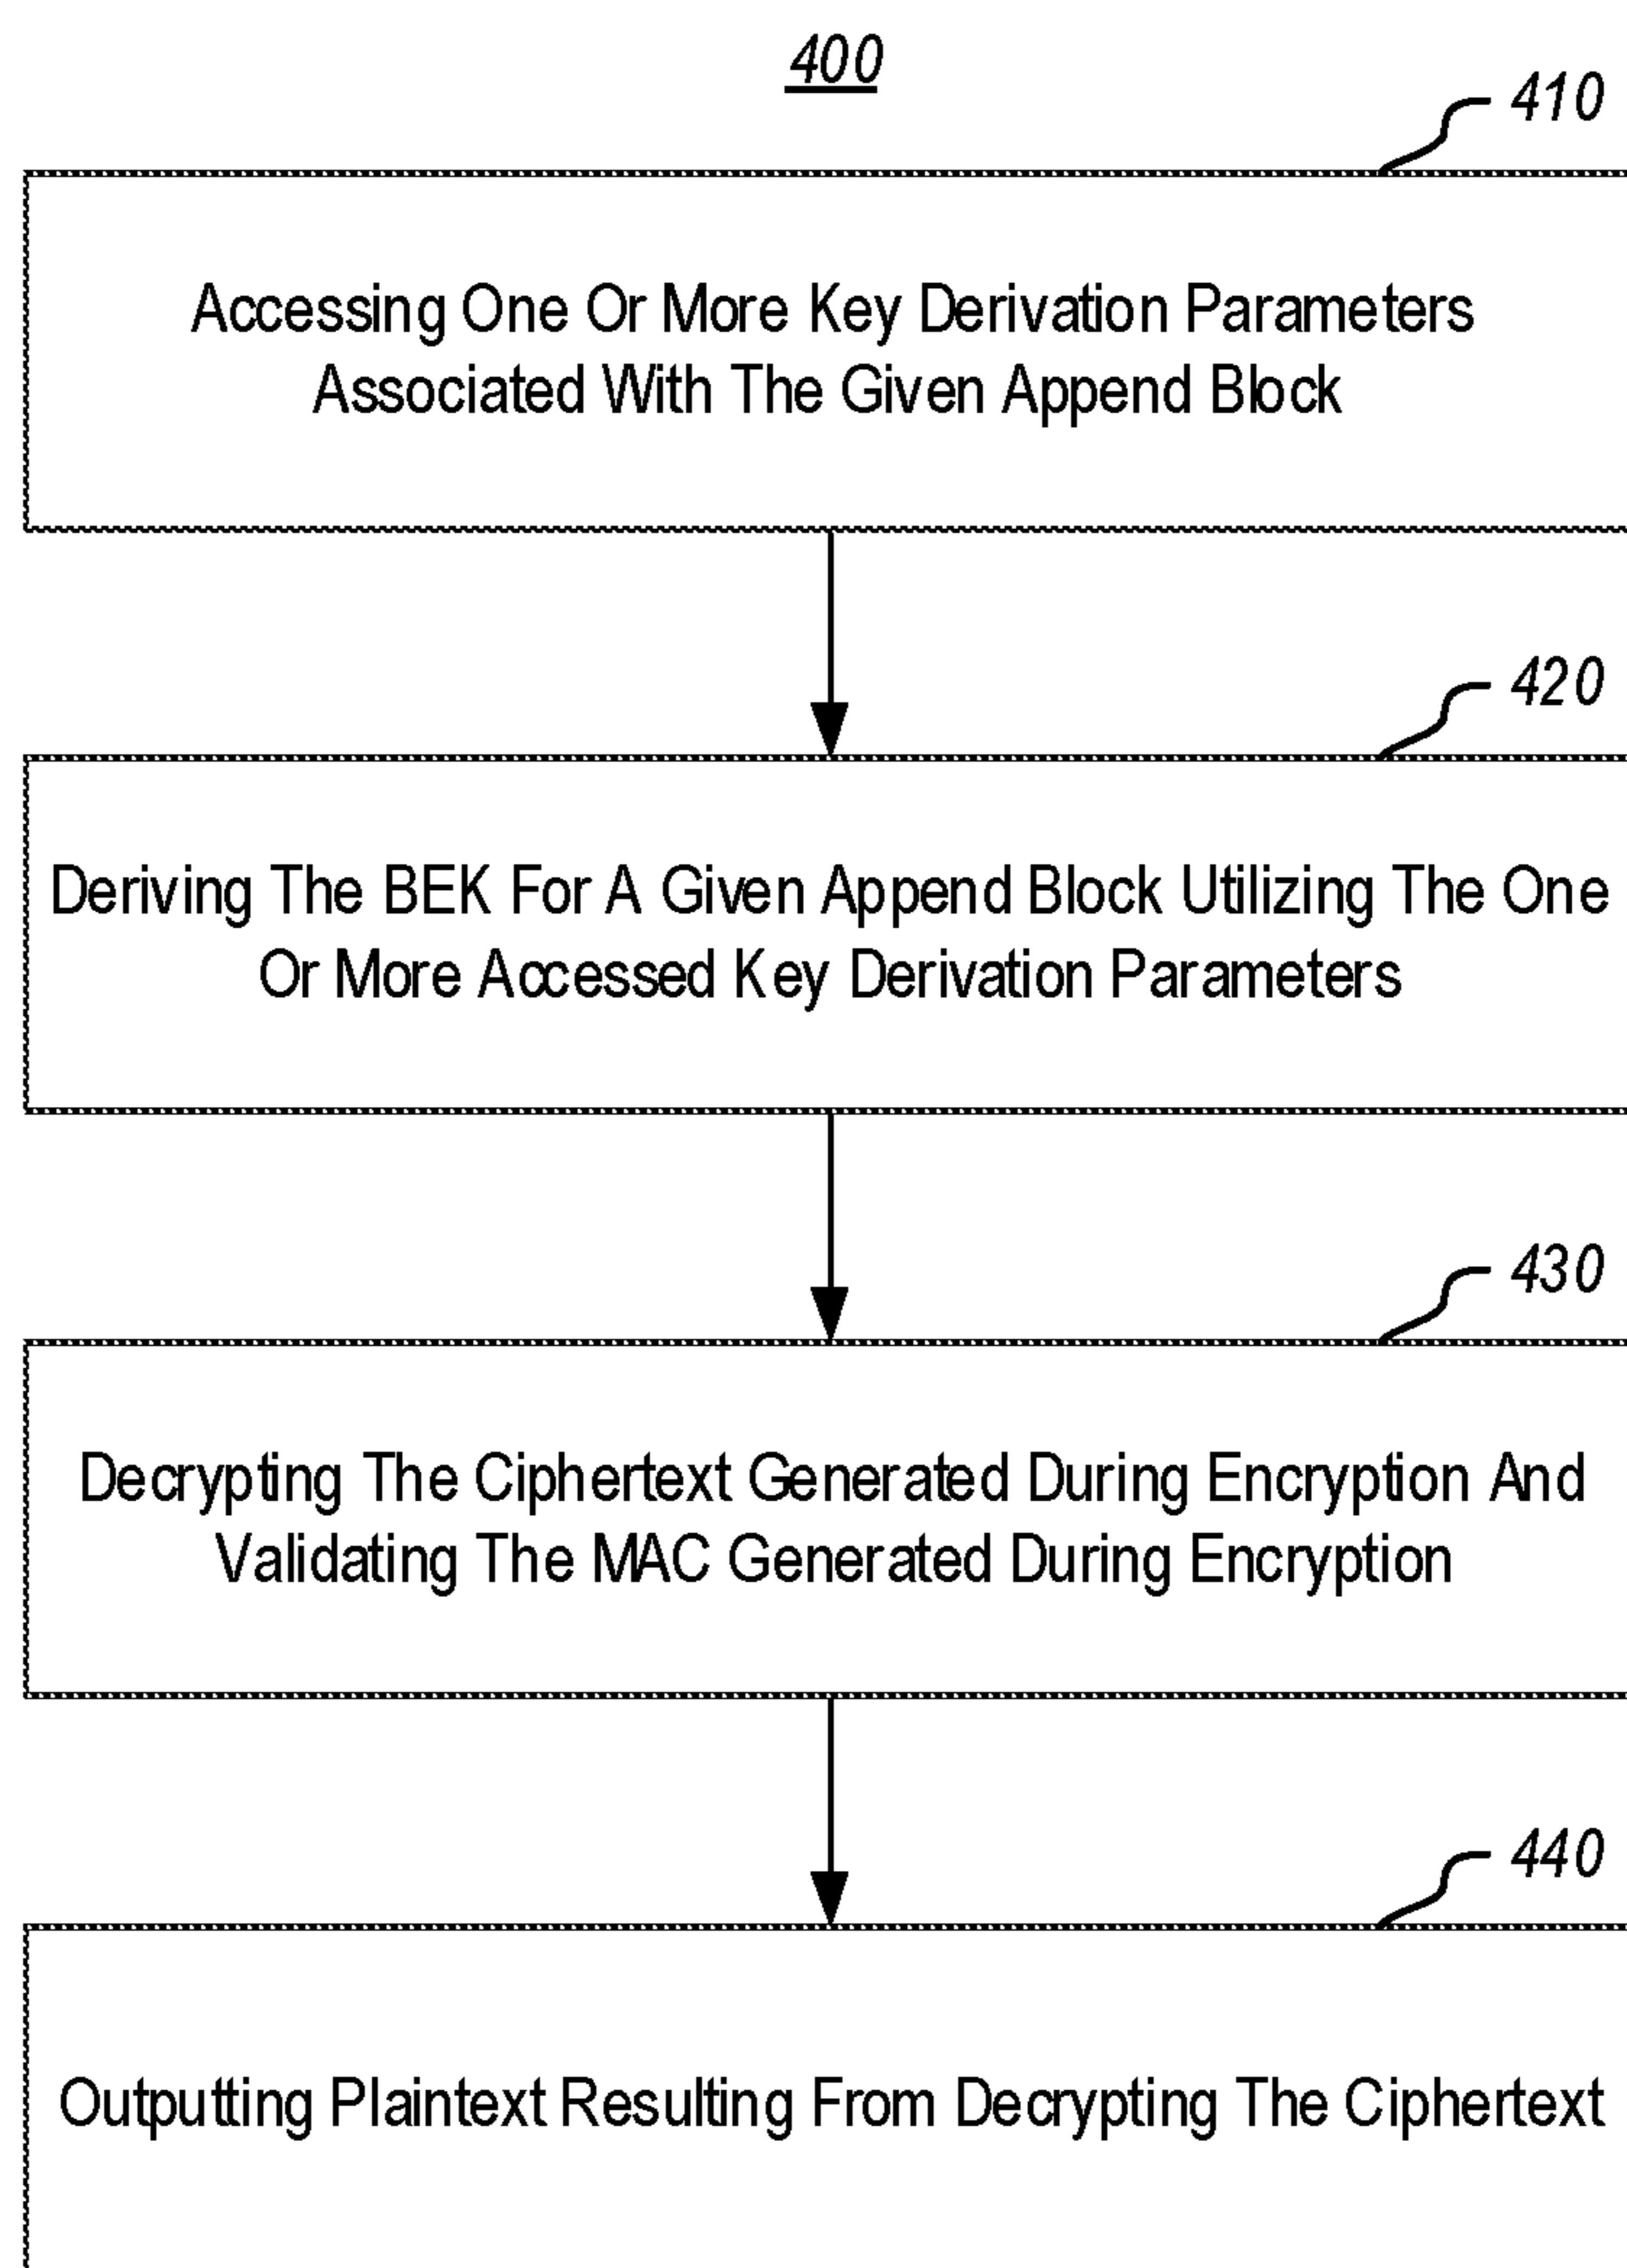 400
410
Accessing One Or More Key Derivation Parameters
Associated With The Given Append Block
420
Deriving The BEK For A Given Append Block Utilizing The One
Or More Accessed Key Derivation Parameters
430
Decrypting The Ciphertext Generated During Encryption And
Validating The MAC Generated During Encryption
440
Outputting Plaintext Resulting From Decrypting The Ciphertext